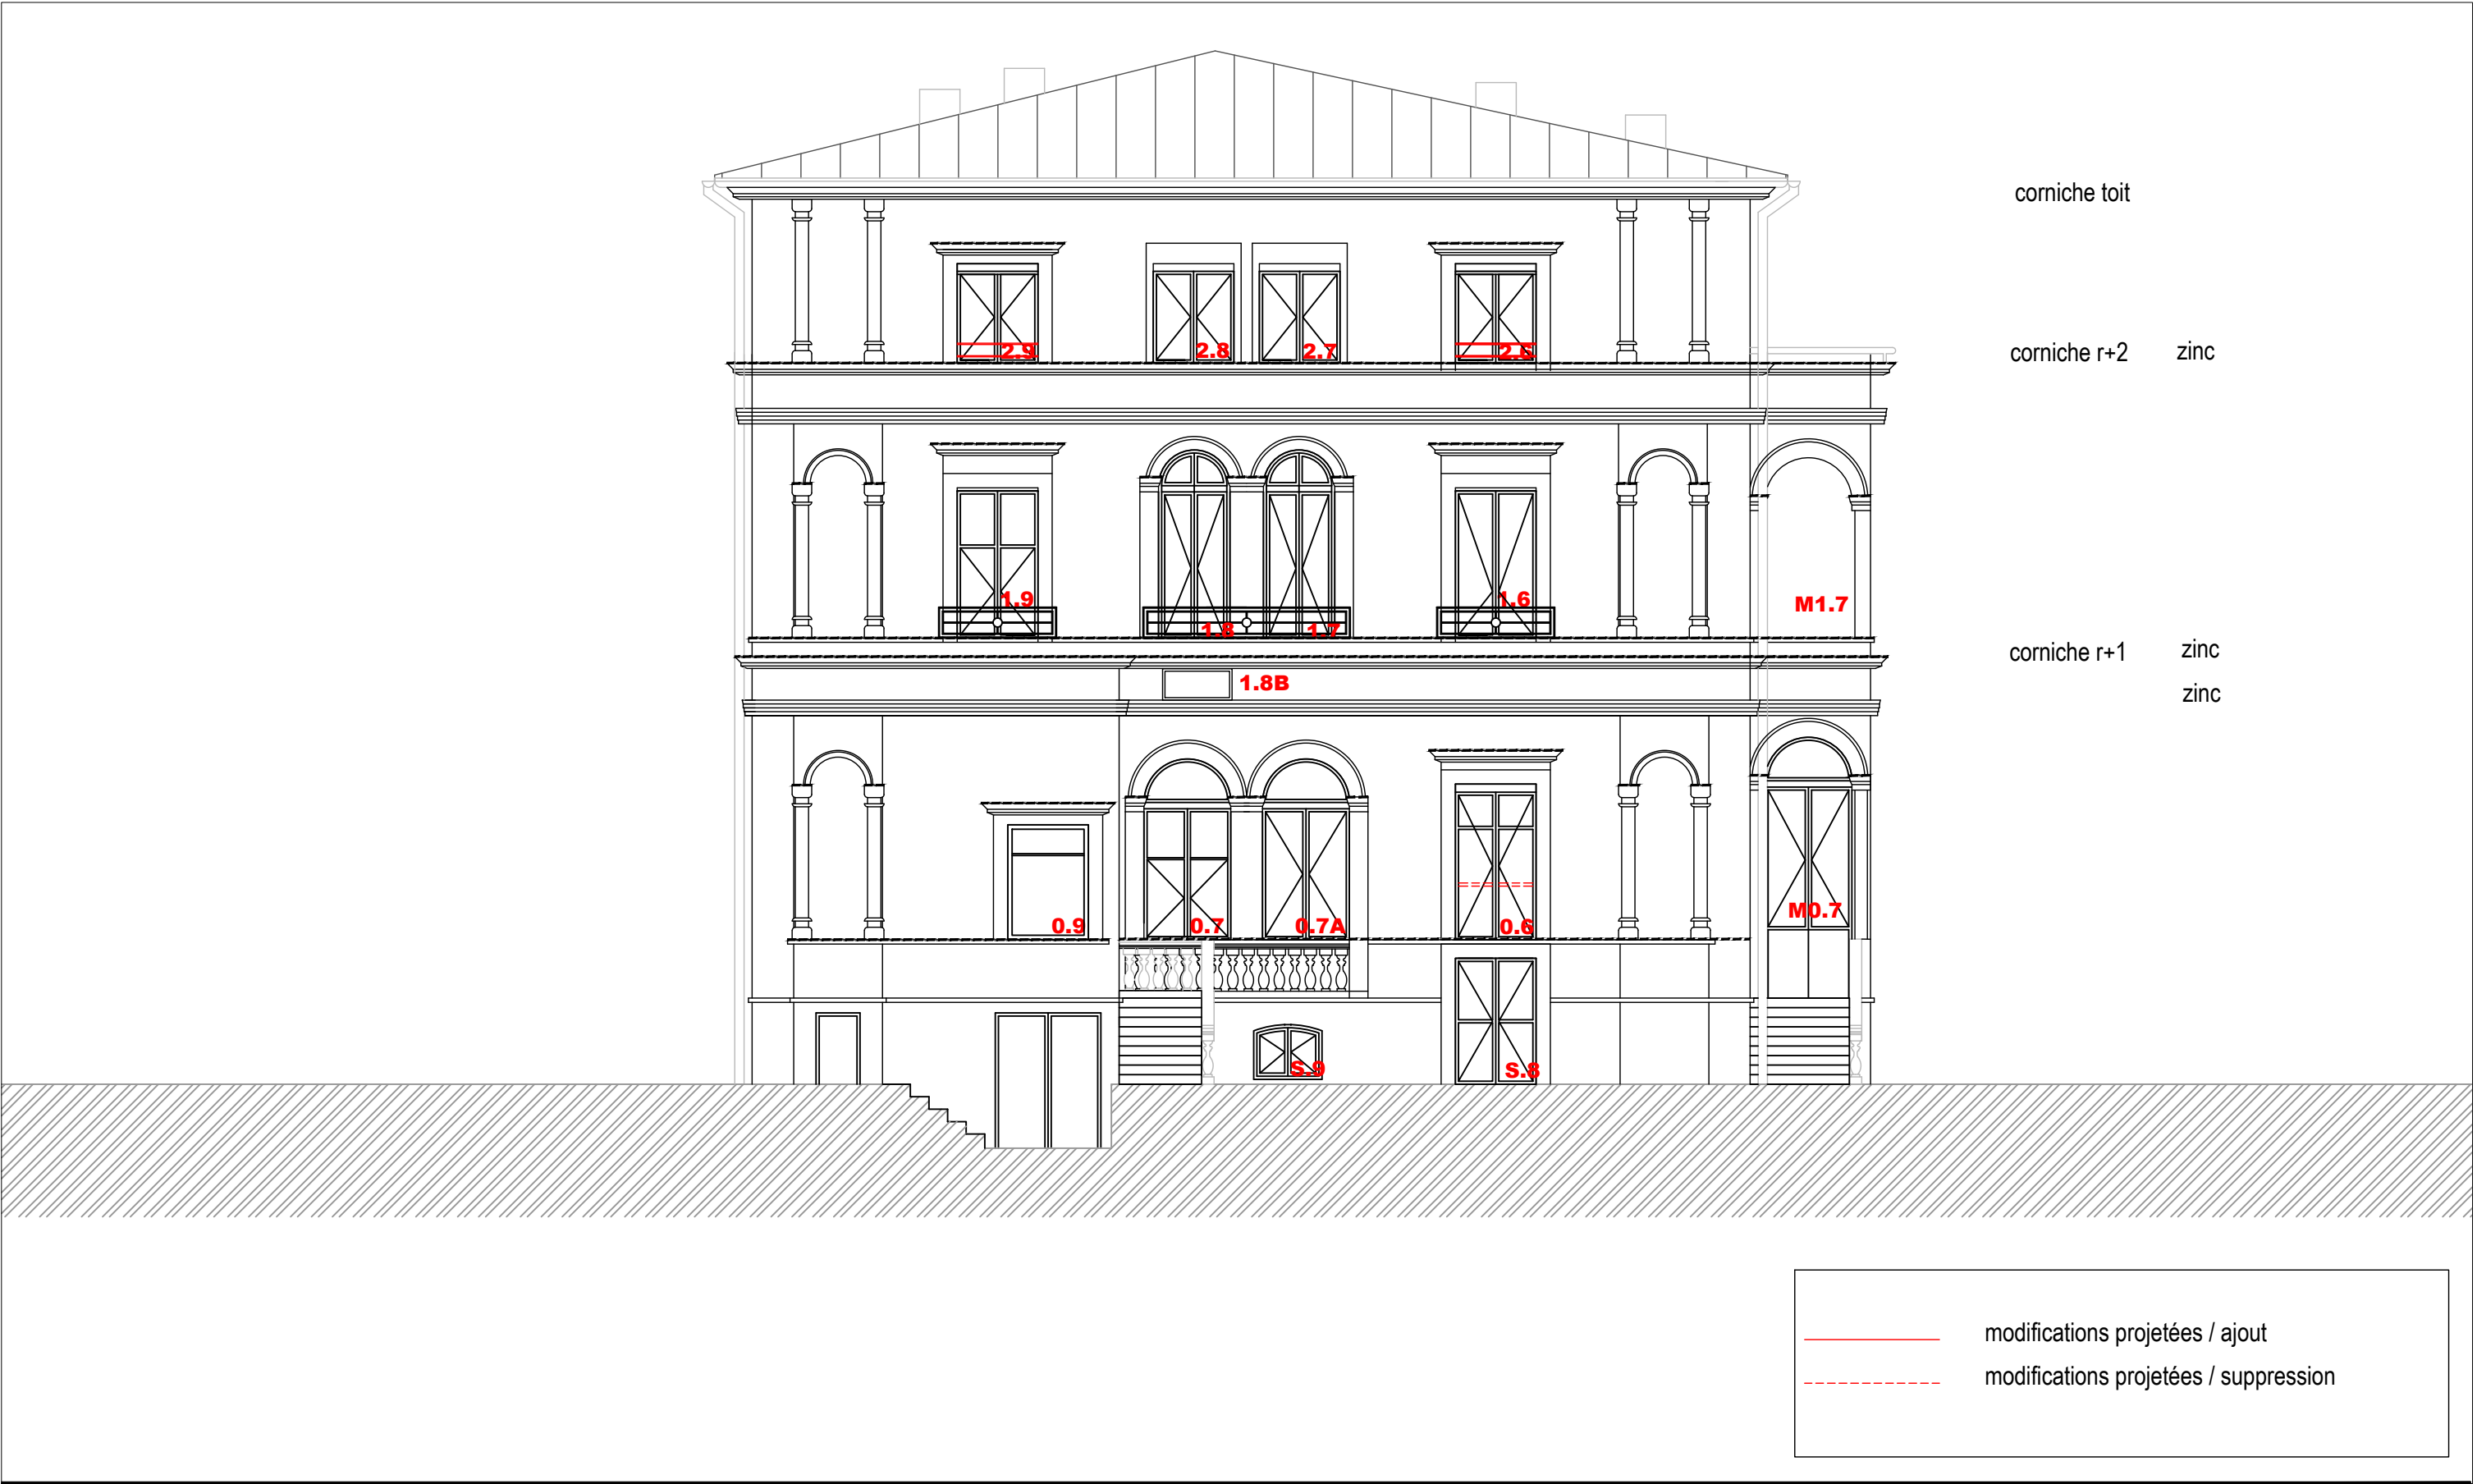 corniche toit
2.9 2.8 2.7 2.6
corniche r+2 zinc
1.9 1.6 M1.7
1.8 1.7
corniche r+1 zinc
1.8B zinc
0.9 0.7 0.7A 0.6 M0.7
S.9 S.8
modifications projetées / ajout
modifications projetées / suppression